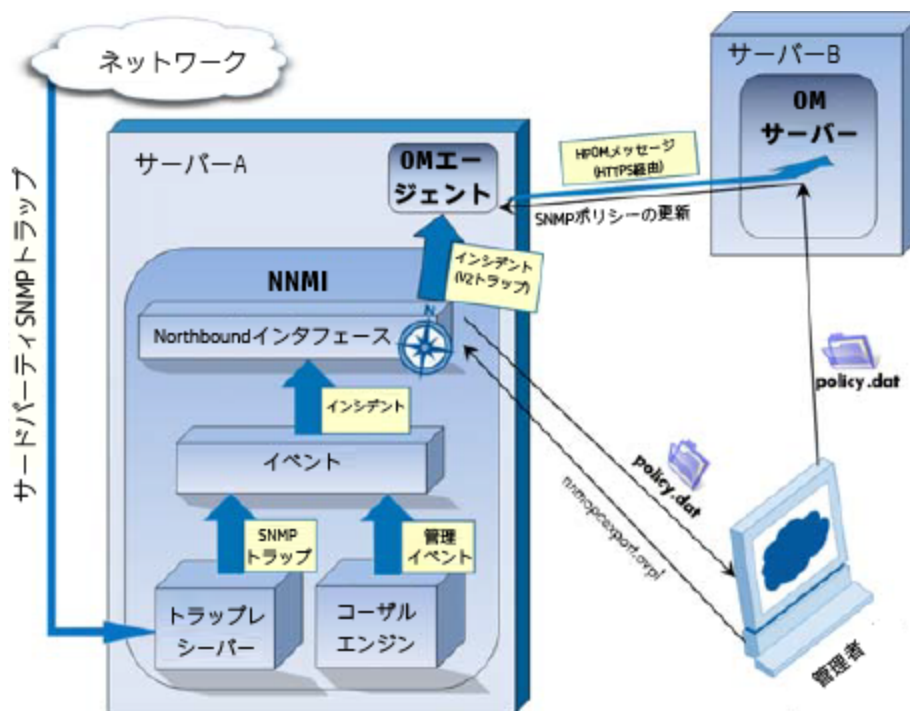 ネットワーク
サードパーティSNMPトラップ
サーバーA
OMエー
ジェント
HPOMメッセージ
(HTTPS経由)
SNMPポリシーの更新
サーバーB
OM
サーバー
NNMI
インシデント
(V2トラップ)
N
Northboundインタフェース
インシデント
イベント
SNMP
トラップ
管理
イベント
トラップレ
シーバー
コーザル
エンジン
policy.dat
nnmopcexport.ovpl
policy.dat
管理者